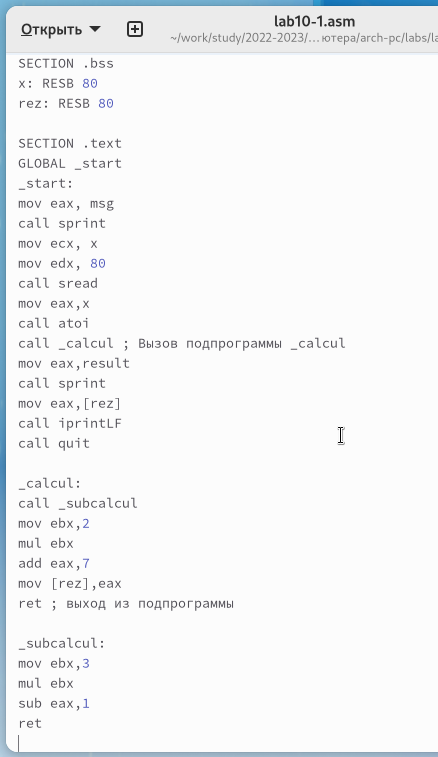 lab10-1.asm
Открыть
~/work/study/2022-2023/… ютера/arch-pc/labs/la
SECTION .bss
x: RESB 80
rez: RESB 80
SECTION .text
GLOBAL _start
_start:
mov eax, msg
call sprint
mov ecx, x
mov edx, 80
call sread
mov eax,x
call atoi
call _calcul ; Вызов подпрограммы _calcul
mov eax,result
call sprint
mov eax,[rez]
call iprintLF
call quit
_calcul:
call _subcalcul
mov ebx,2
mul ebx
add eax,7
mov [rez],eax
ret ; выход из подпрограммы
_subcalcul:
mov ebx,3
mul ebx
sub eax,1
ret